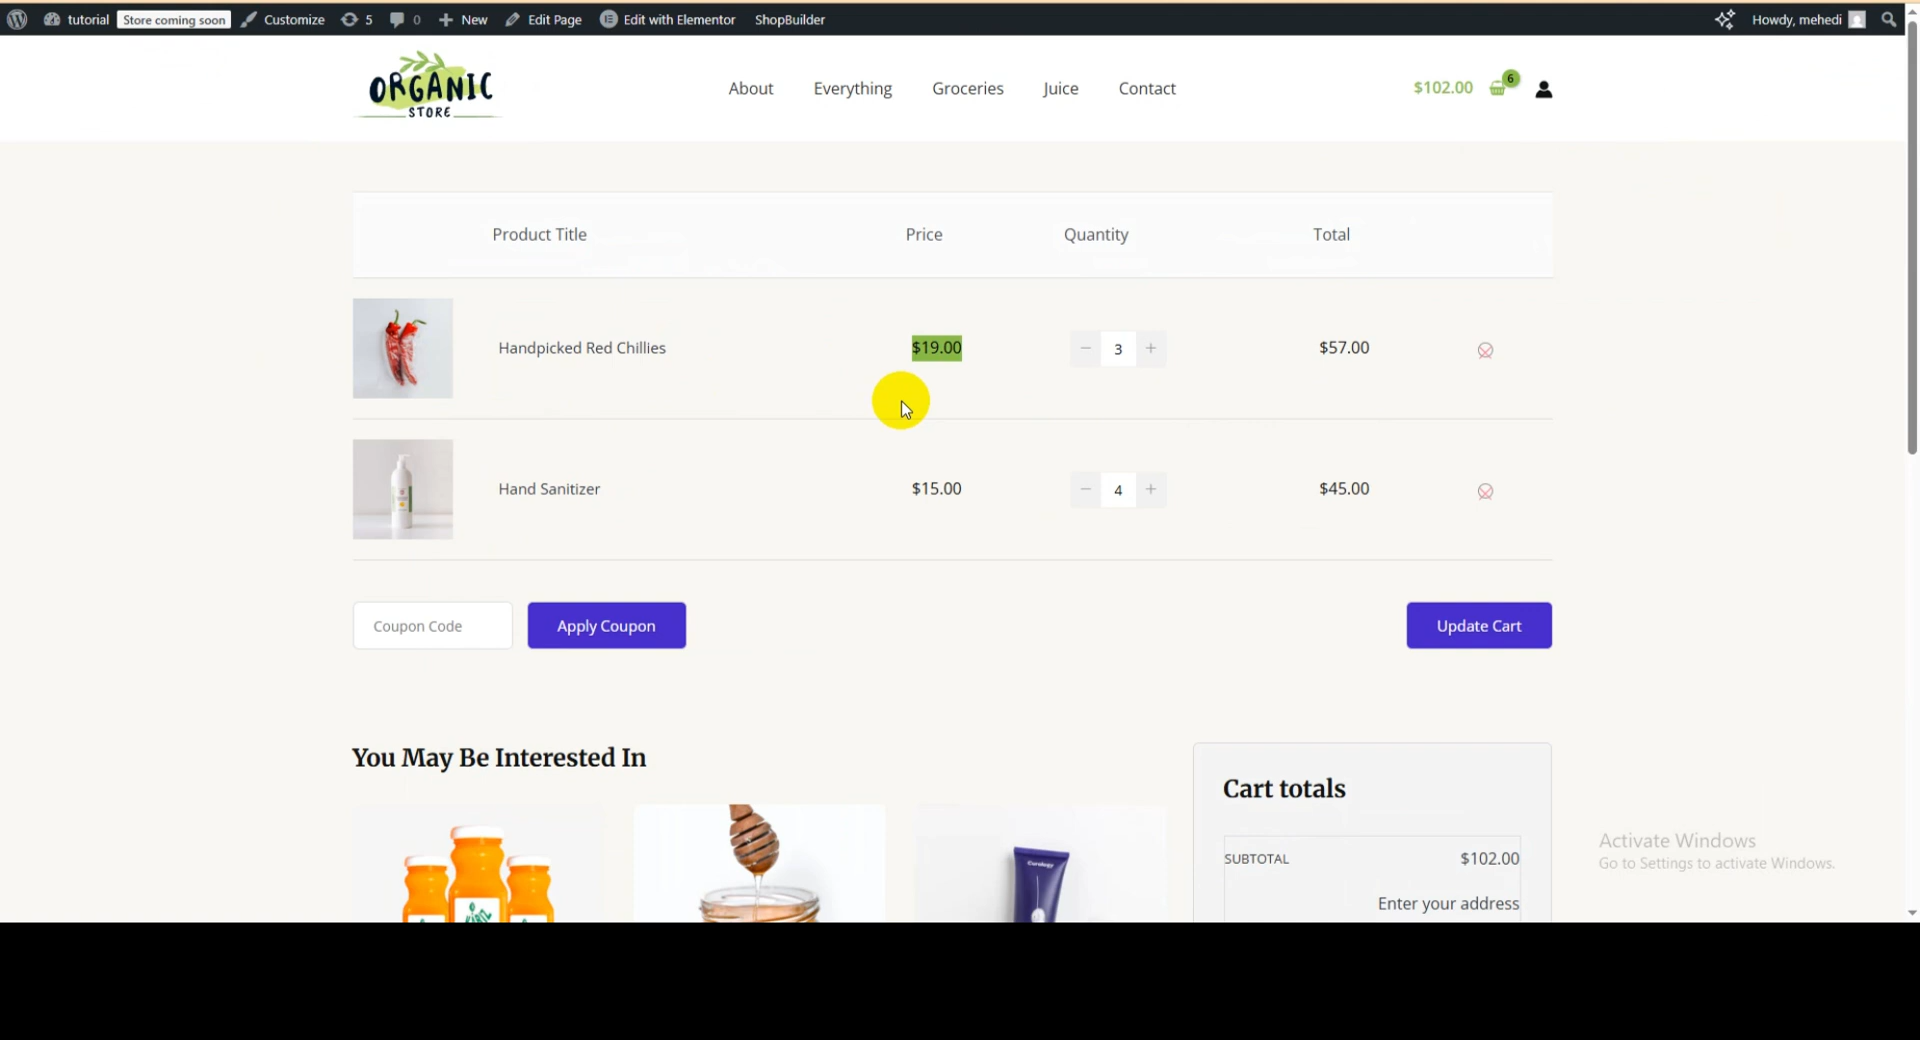 tutorial Store coming soon Customize 5 0 New Edit Page Edit with Elementor ShopBuilder Howdy, mehedi
ORGANIC
STORE
About Everything Groceries Juice Contact $102.00 6
Product Title Price Quantity Total
Handpicked Red Chillies $19.00 − 3 + $57.00
Hand Sanitizer $15.00 − 4 + $45.00
Coupon Code Apply Coupon Update Cart
You May Be Interested In
Cart totals
SUBTOTAL $102.00
Enter your address
Curology
Activate Windows
Go to Settings to activate Windows.